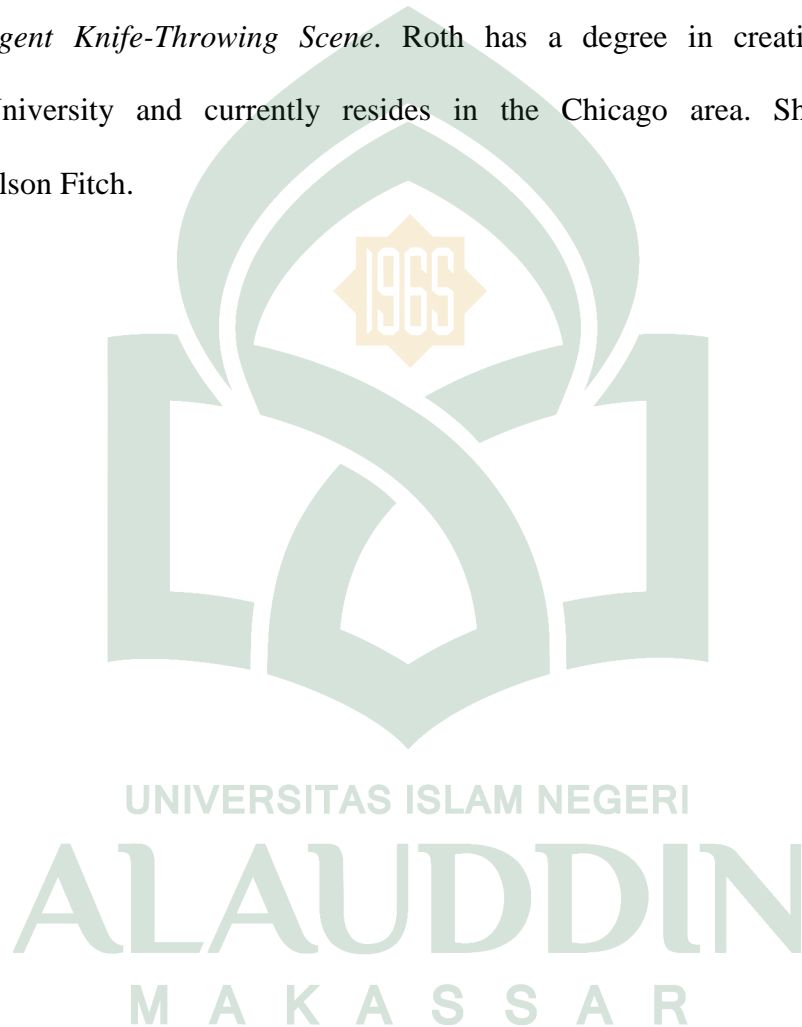 gent Knife-Throwing Scene. Roth has a degree in creati
niversity and currently resides in the Chicago area. Sh
lson Fitch.
1965
UNIVERSITAS ISLAM NEGERI
ALAUDDIN
MAKASSAR